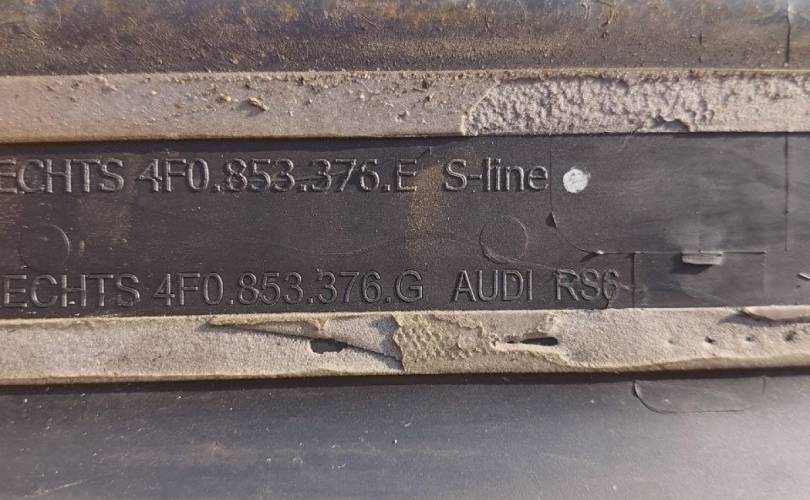 ECHTS 4F0.853.376.E S-line
ECHTS 4F0.853.376.G AUDI RS6